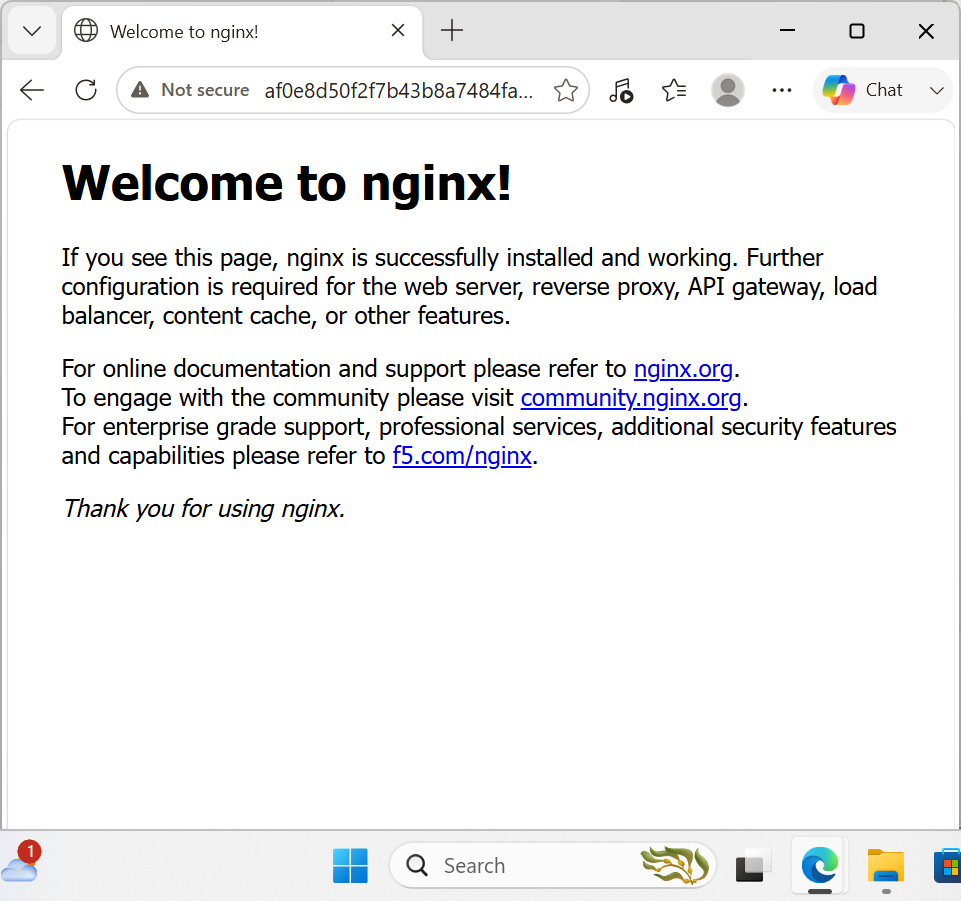 Welcome to nginx!
Not secure
af0e8d50f2f7b43b8a7484fa...
Chat
Welcome to nginx!
If you see this page, nginx is successfully installed and working. Further
configuration is required for the web server, reverse proxy, API gateway, load
balancer, content cache, or other features.
For online documentation and support please refer to nginx.org.
To engage with the community please visit community.nginx.org.
For enterprise grade support, professional services, additional security features
and capabilities please refer to f5.com/nginx.
Thank you for using nginx.
1
Search